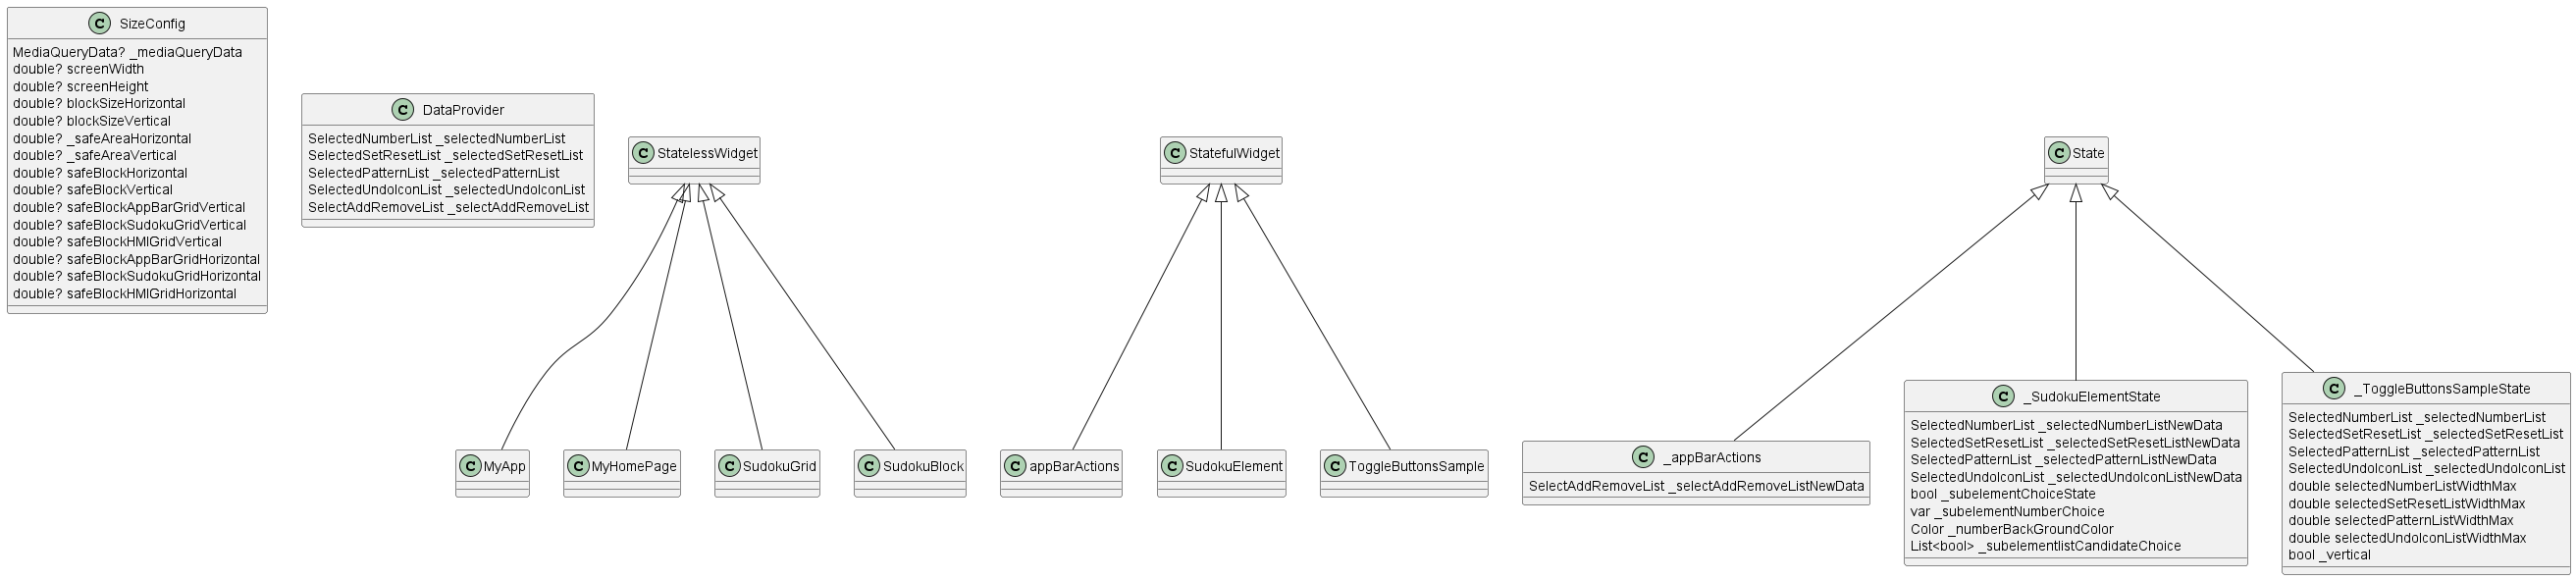 C SizeConfig
MediaQueryData? _mediaQueryData
double? screenWidth
double? screenHeight
double? blockSizeHorizontal
double? blockSizeVertical
double? _safeAreaHorizontal
double? _safeAreaVertical
double? safeBlockHorizontal
double? safeBlockVertical
double? safeBlockAppBarGridVertical
double? safeBlockSudokuGridVertical
double? safeBlockHMIGridVertical
double? safeBlockAppBarGridHorizontal
double? safeBlockSudokuGridHorizontal
double? safeBlockHMIGridHorizontal
C DataProvider
SelectedNumberList _selectedNumberList
SelectedSetResetList _selectedSetResetList
SelectedPatternList _selectedPatternList
SelectedUndoIconList _selectedUndoIconList
SelectAddRemoveList _selectAddRemoveList
C StatelessWidget
C StatefulWidget
C State
C MyApp
C MyHomePage
C SudokuGrid
C SudokuBlock
C appBarActions
C SudokuElement
C ToggleButtonsSample
C _appBarActions
SelectAddRemoveList _selectAddRemoveListNewData
C _SudokuElementState
SelectedNumberList _selectedNumberListNewData
SelectedSetResetList _selectedSetResetListNewData
SelectedPatternList _selectedPatternListNewData
SelectedUndoIconList _selectedUndoIconListNewData
bool _subelementChoiceState
var _subelementNumberChoice
Color _numberBackGroundColor
List<bool> _subelementlistCandidateChoice
C _ToggleButtonsSampleState
SelectedNumberList _selectedNumberList
SelectedSetResetList _selectedSetResetList
SelectedPatternList _selectedPatternList
SelectedUndoIconList _selectedUndoIconList
double selectedNumberListWidthMax
double selectedSetResetListWidthMax
double selectedPatternListWidthMax
double selectedUndoIconListWidthMax
bool _vertical